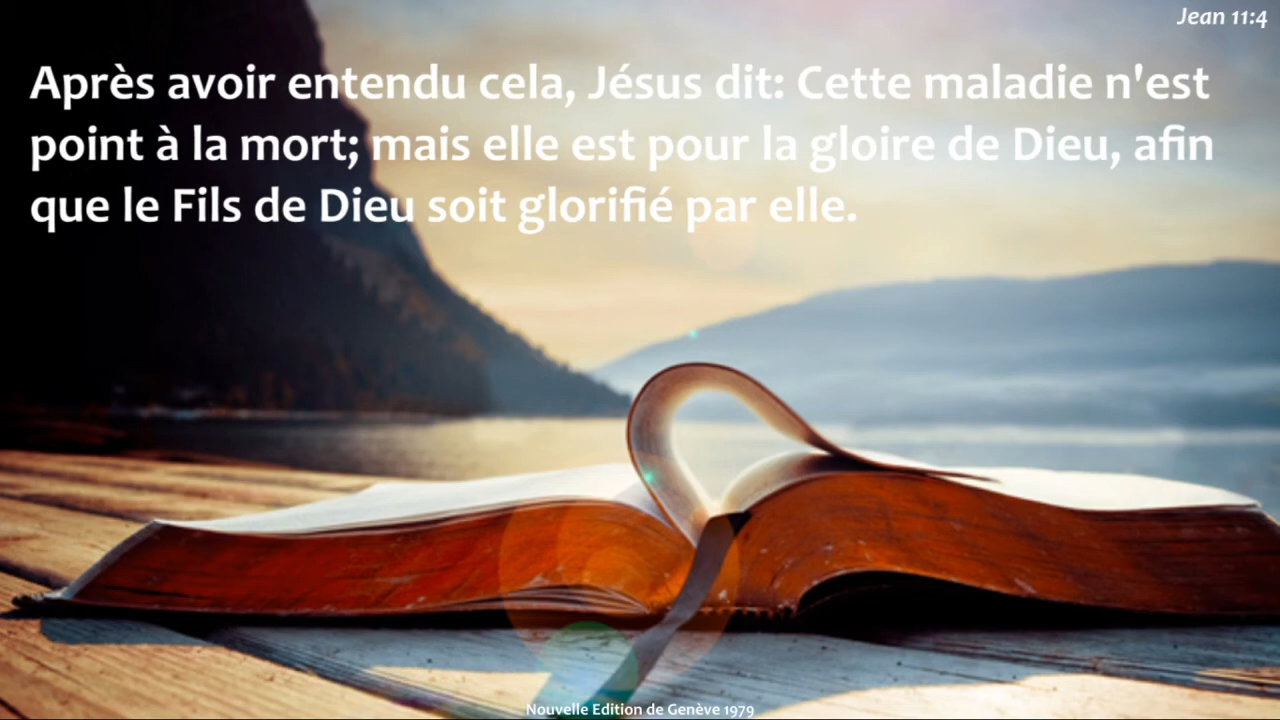 Jean 11:4
Après avoir entendu cela, Jésus dit: Cette maladie n'est
point à la mort; mais elle est pour la gloire de Dieu, afin
que le Fils de Dieu soit glorifié par elle.
Nouvelle Edition de Genève 1979